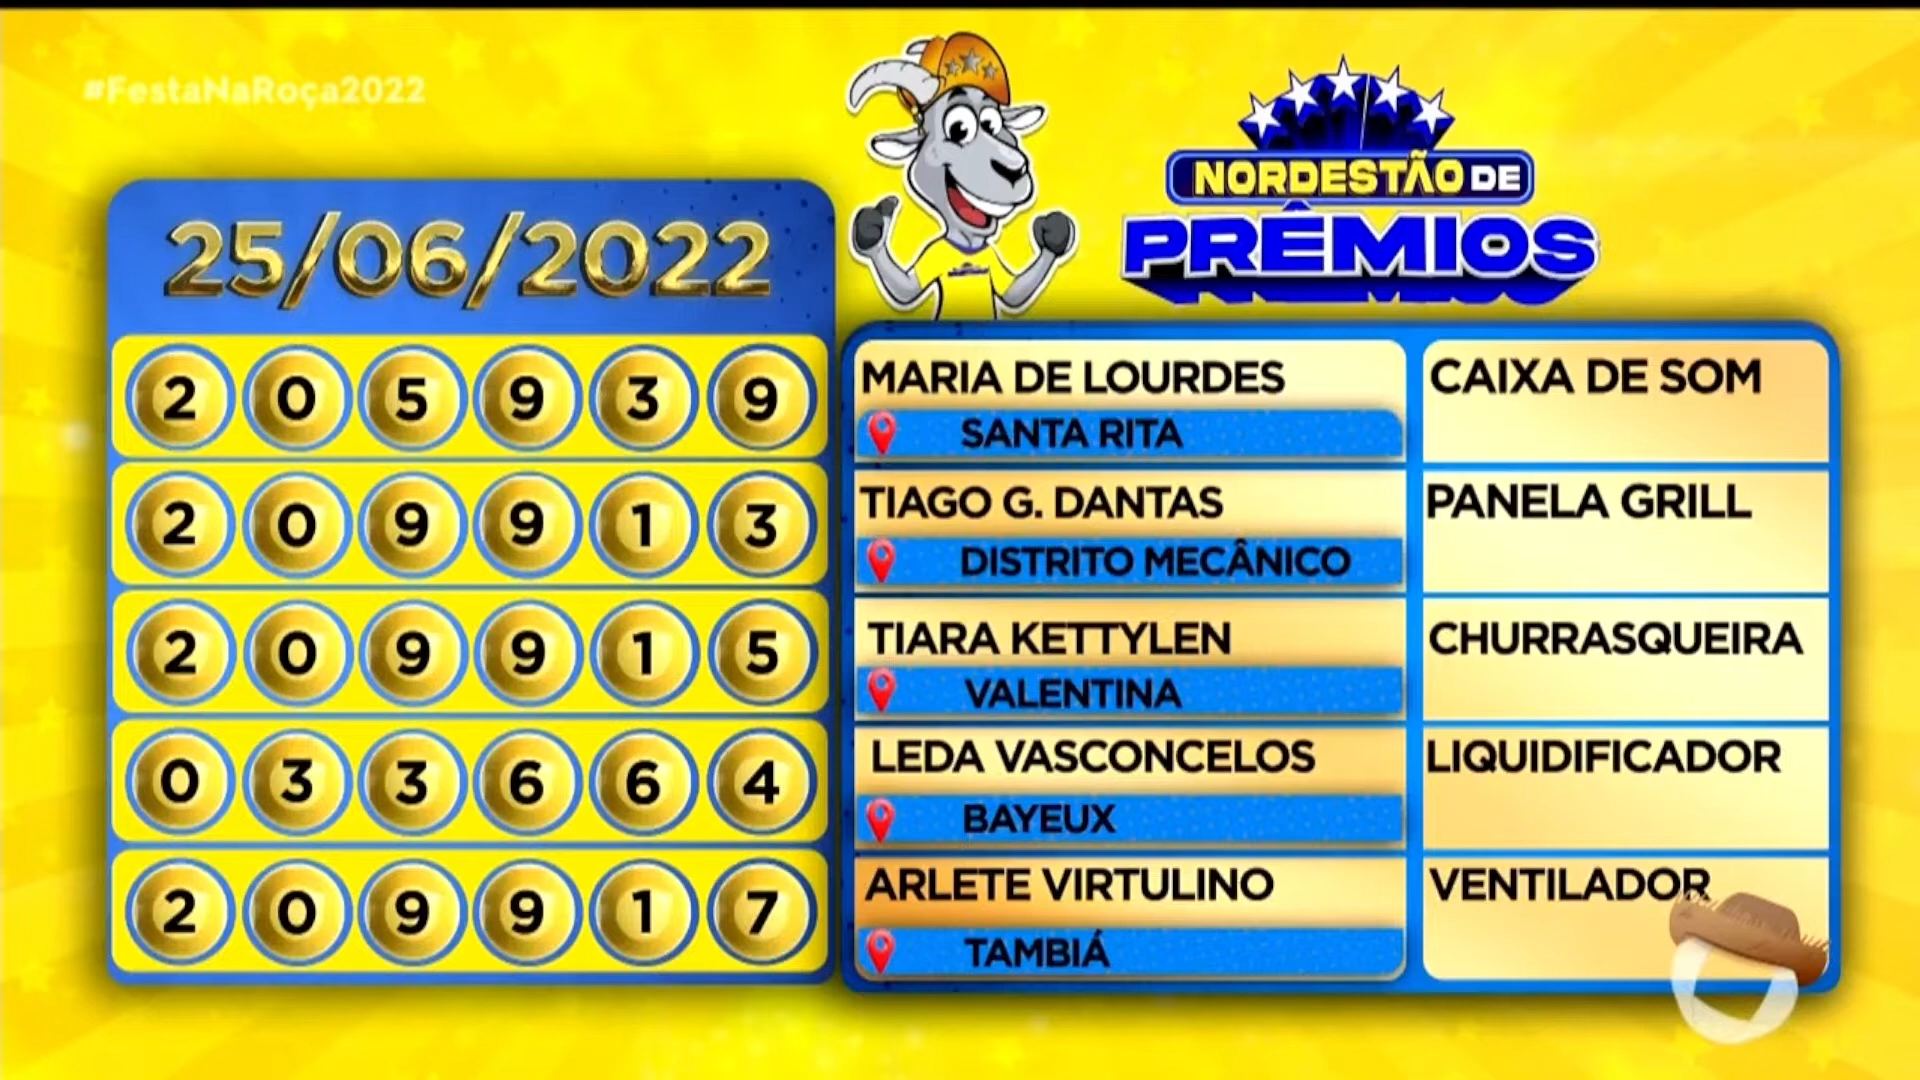 #FestaNaRoça2022
NORDESTÃO DE
PRÊMIOS
25/06/2022
2 0 5 9 3 9
MARIA DE LOURDES
SANTA RITA
CAIXA DE SOM
2 0 9 9 1 3
TIAGO G. DANTAS
DISTRITO MECÂNICO
PANELA GRILL
2 0 9 9 1 5
TIARA KETTYLEN
VALENTINA
CHURRASQUEIRA
0 3 3 6 6 4
LEDA VASCONCELOS
BAYEUX
LIQUIDIFICADOR
2 0 9 9 1 7
ARLETE VIRTULINO
TAMBIÁ
VENTILADOR